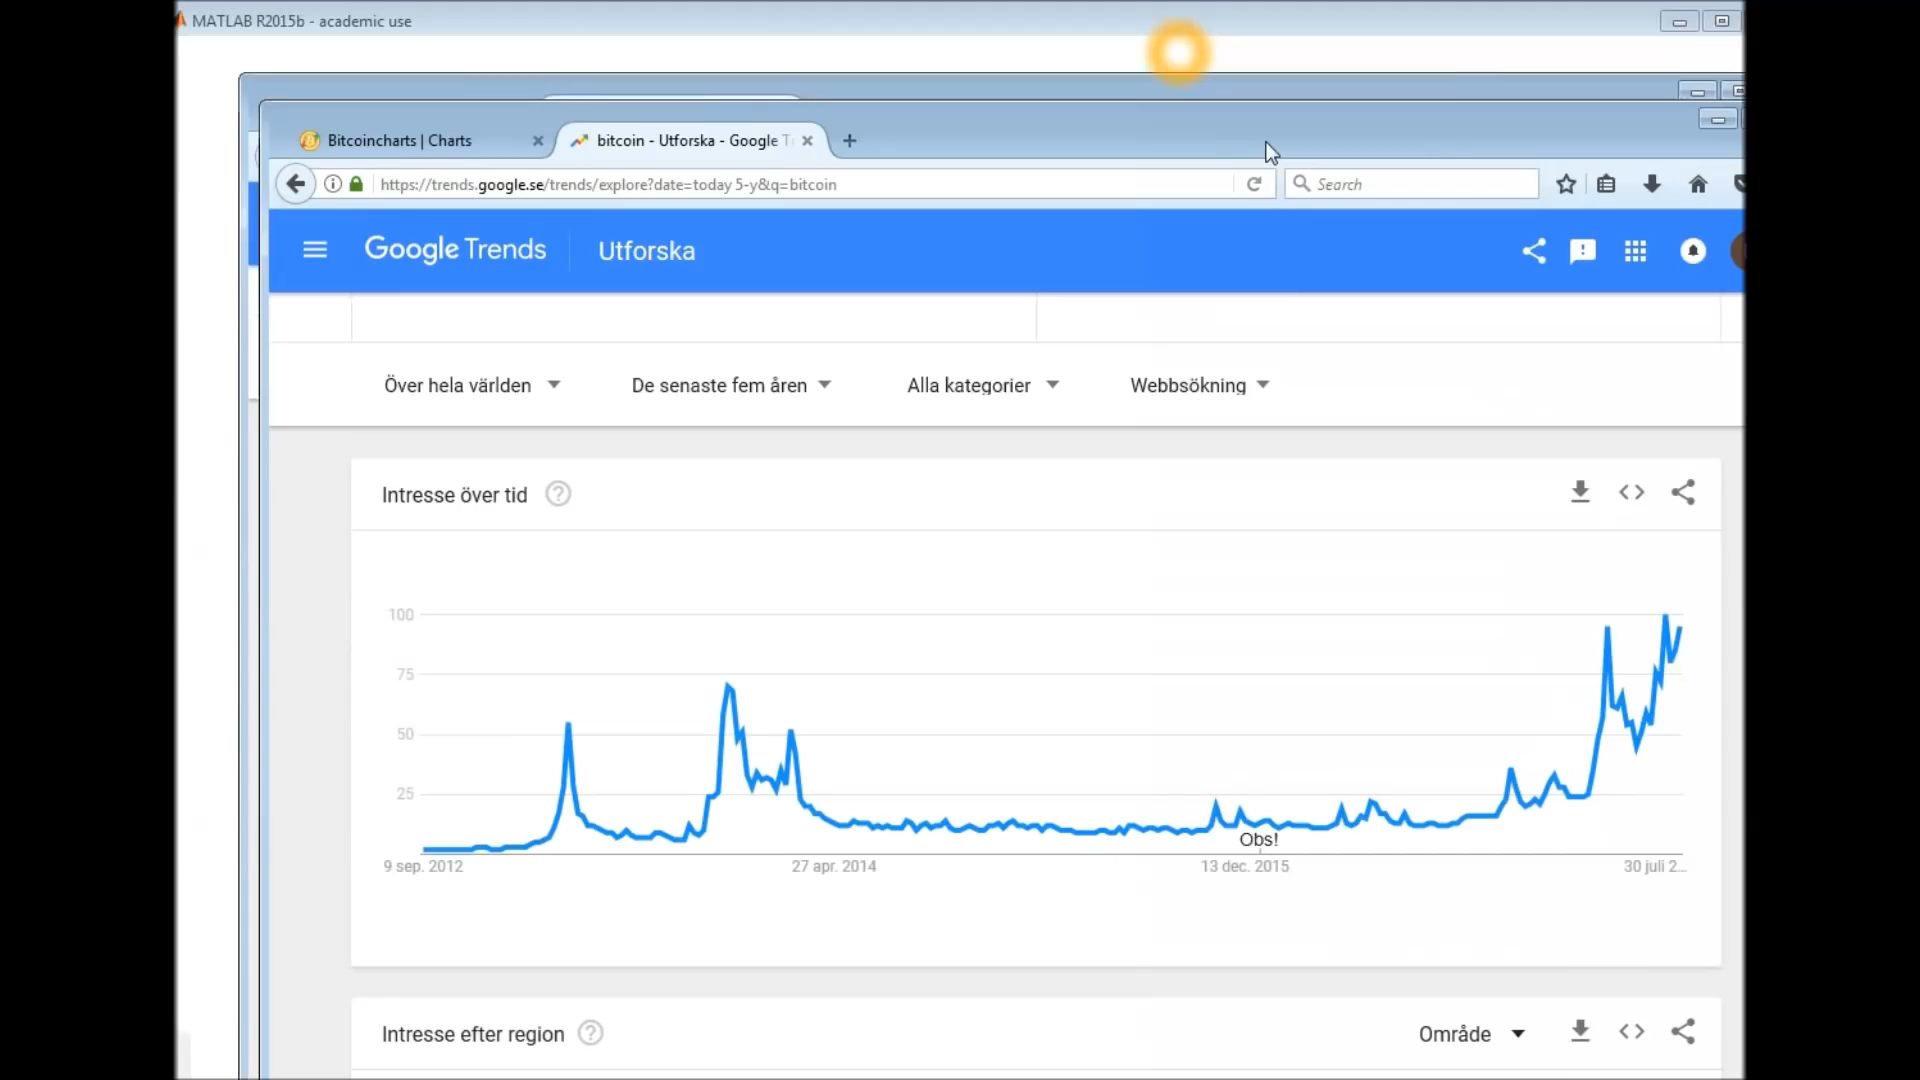 MATLAB R2015b - academic use
Bitcoincharts | Charts
bitcoin - Utforska - Google T
https://trends.google.se/trends/explore?date=today 5-y&q=bitcoin
Search
Google Trends
Utforska
Över hela världen
De senaste fem åren
Alla kategorier
Webbsökning
Intresse över tid
100
75
50
25
Obs!
9 sep. 2012
27 apr. 2014
13 dec. 2015
30 juli 2...
Intresse efter region
Område